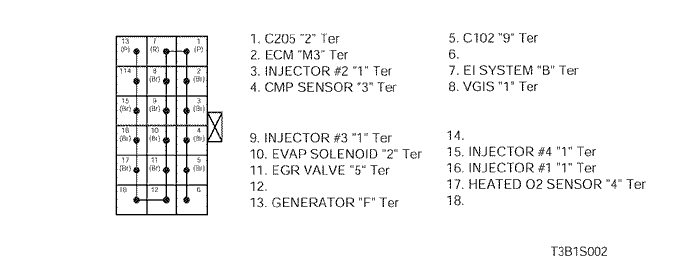 13 7 1
(P) (R) (P)
1. C205 "2" Ter
2. ECM "M3" Ter
3. INJECTOR #2 "1" Ter
4. CMP SENSOR "3" Ter
5. C102 "9" Ter
6.
7. EI SYSTEM "B" Ter
8. VGIS "1" Ter
114 8 2
(Br) (Br)
15 9 3
(Br) (Br) (Br)
16 10 4
(Br) (Br) (Br)
17 11 5
(Br) (Br) (Br)
18 12 6
9. INJECTOR #3 "1" Ter
10. EVAP SOLENOID "2" Ter
11. EGR VALVE "5" Ter
12.
13. GENERATOR "F" Ter
14.
15. INJECTOR #4 "1" Ter
16. INJECTOR #1 "1" Ter
17. HEATED O2 SENSOR "4" Ter
18.
T3B1S002